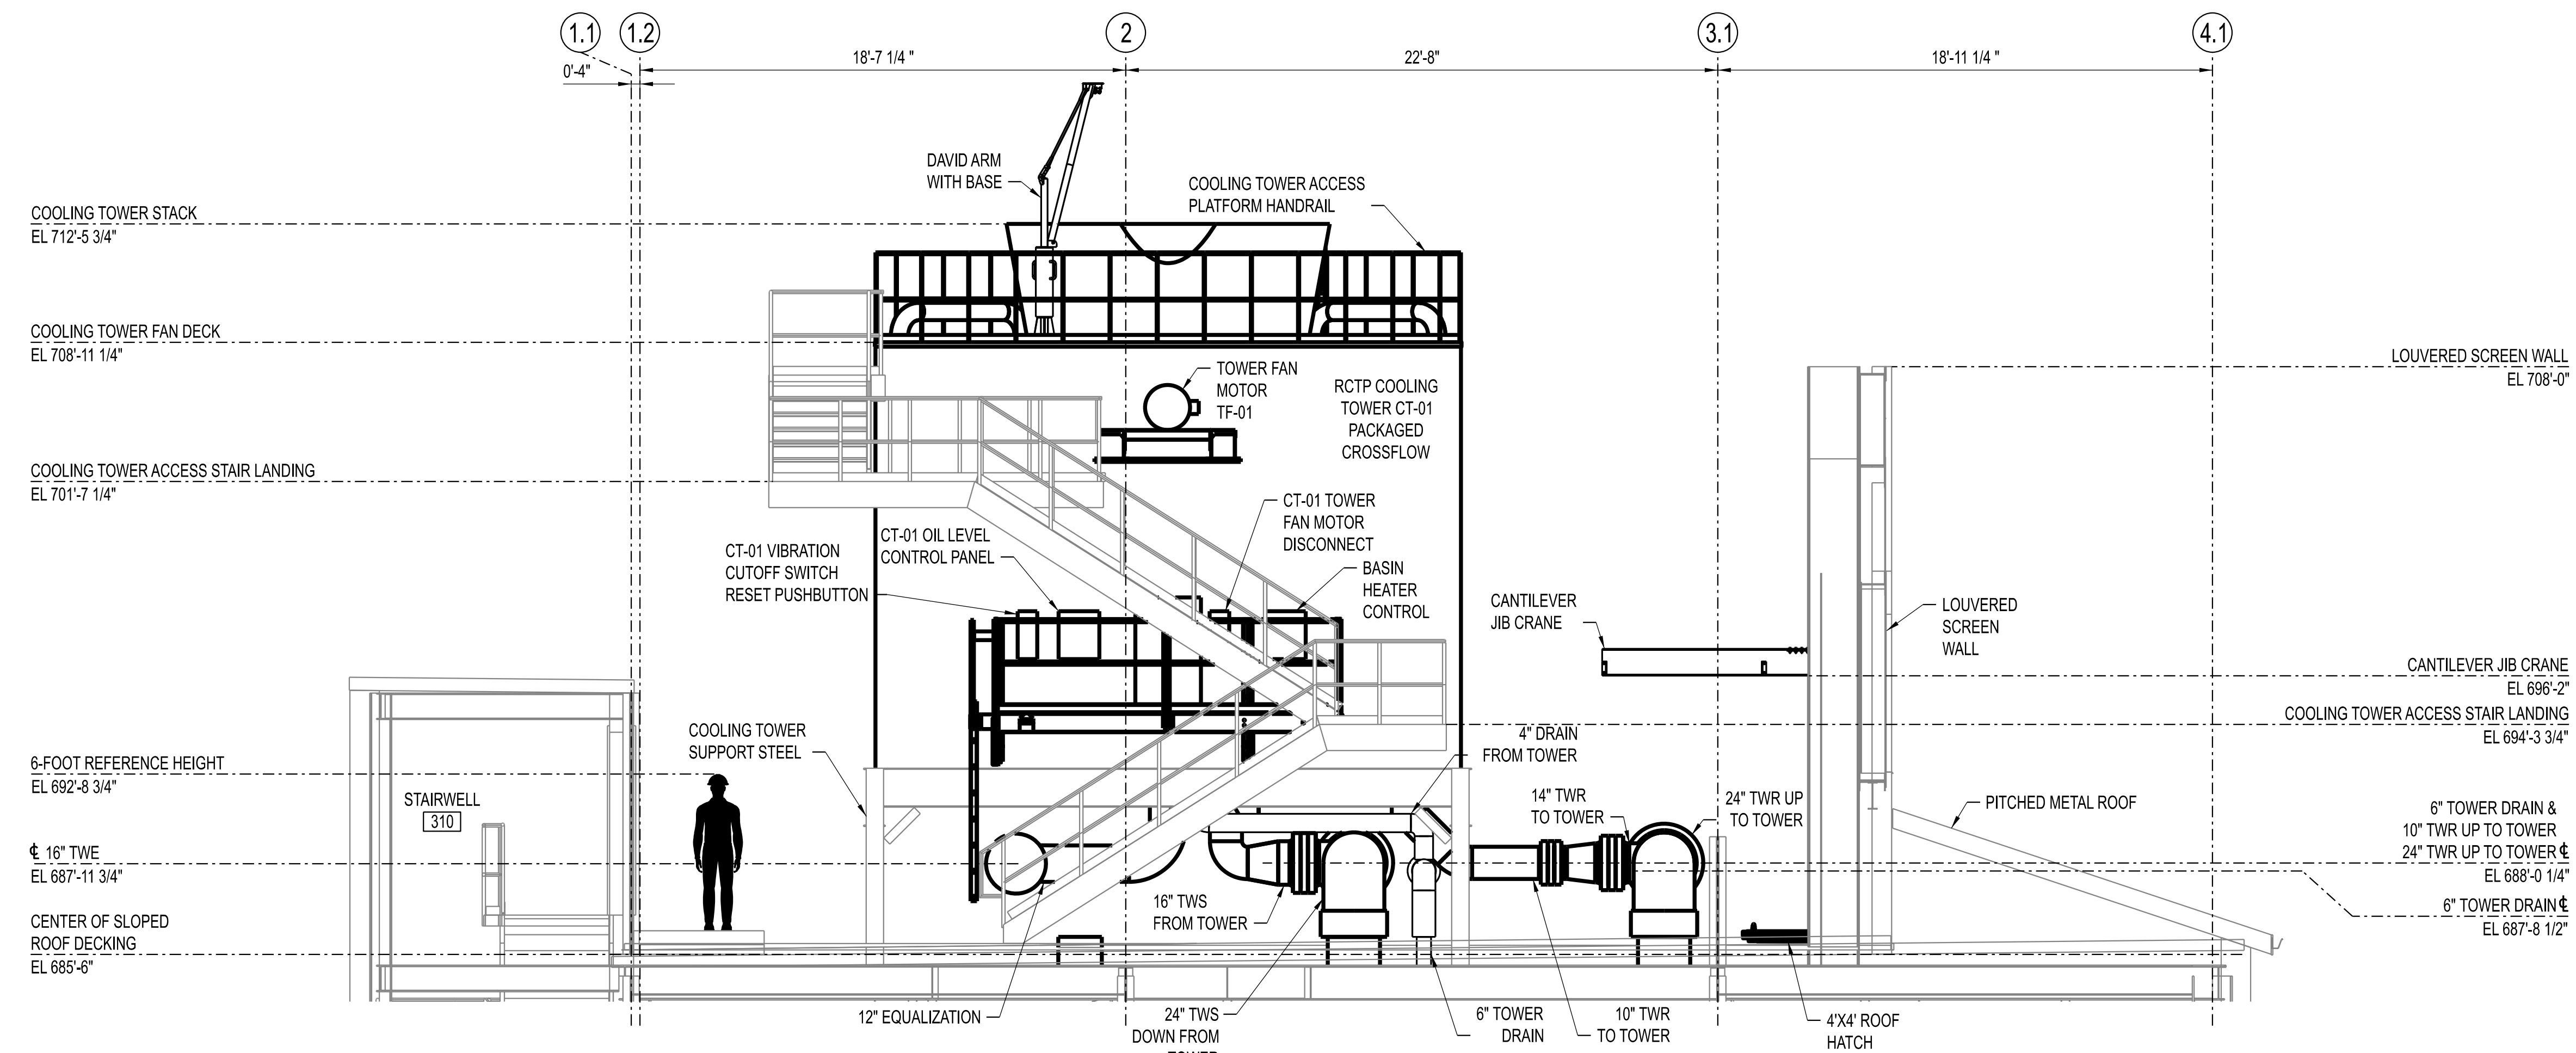 1.1
1.2
2
3.1
4.1
0'-4"
18'-7 1/4 "
22'-8"
18'-11 1/4 "
DAVID ARM
WITH BASE
COOLING TOWER ACCESS
PLATFORM HANDRAIL
COOLING TOWER STACK
EL 712'-5 3/4"
COOLING TOWER FAN DECK
EL 708'-11 1/4"
COOLING TOWER ACCESS STAIR LANDING
EL 701'-7 1/4"
TOWER FAN
MOTOR
TF-01
RCTP COOLING
TOWER CT-01
PACKAGED
CROSSFLOW
LOUVERED SCREEN WALL
EL 708'-0"
CT-01 VIBRATION
CUTOFF SWITCH
RESET PUSHBUTTON
CT-01 OIL LEVEL
CONTROL PANEL
CT-01 TOWER
FAN MOTOR
DISCONNECT
BASIN
HEATER
CONTROL
CANTILEVER
JIB CRANE
LOUVERED
SCREEN
WALL
CANTILEVER JIB CRANE
EL 696'-2"
COOLING TOWER ACCESS STAIR LANDING
EL 694'-3 3/4"
COOLING TOWER
SUPPORT STEEL
4" DRAIN
FROM TOWER
6-FOOT REFERENCE HEIGHT
EL 692'-8 3/4"
STAIRWELL
310
14" TWR
TO TOWER
24" TWR UP
TO TOWER
PITCHED METAL ROOF
6" TOWER DRAIN &
10" TWR UP TO TOWER
24" TWR UP TO TOWER ℄
EL 688'-0 1/4"
℄ 16" TWE
EL 687'-11 3/4"
16" TWS
FROM TOWER
6" TOWER DRAIN ℄
EL 687'-8 1/2"
CENTER OF SLOPED
ROOF DECKING
EL 685'-6"
12" EQUALIZATION
24" TWS
DOWN FROM
TOWER
6" TOWER
DRAIN
10" TWR
TO TOWER
4'X4' ROOF
HATCH